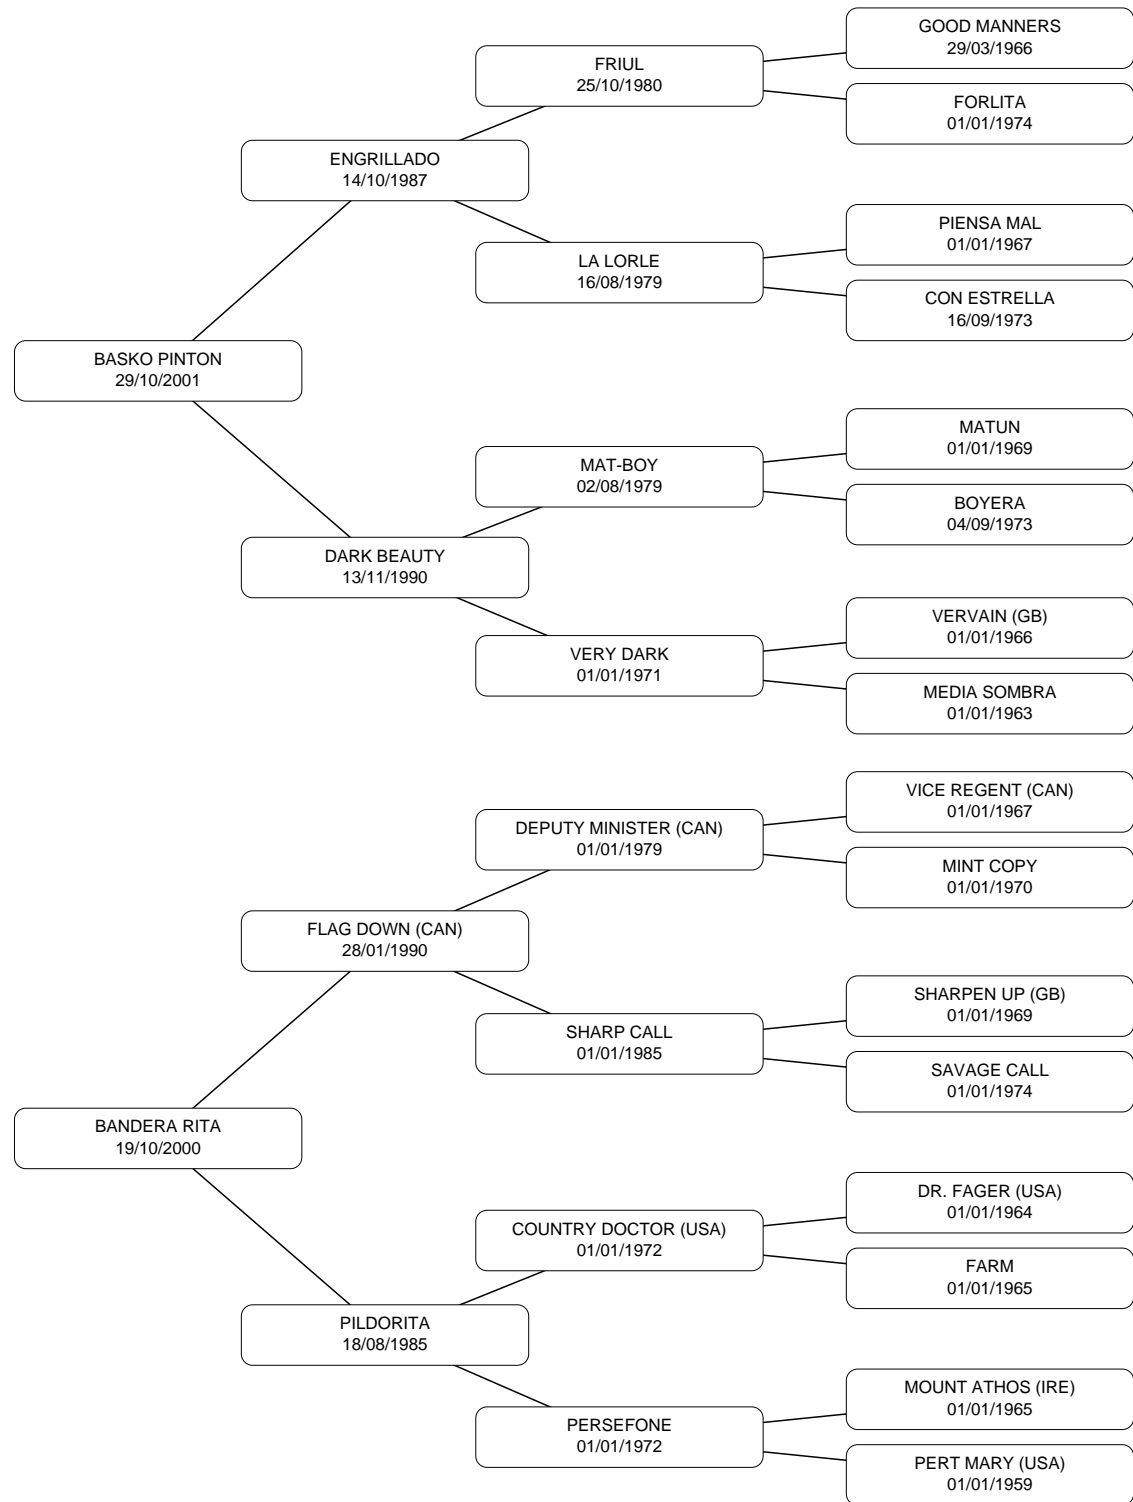 GOOD MANNERS
29/03/1966
FRIUL
25/10/1980
FORLITA
01/01/1974
ENGRILLADO
14/10/1987
PIENSA MAL
01/01/1967
LA LORLE
16/08/1979
CON ESTRELLA
16/09/1973
BASKO PINTON
29/10/2001
MATUN
01/01/1969
MAT-BOY
02/08/1979
BOYERA
04/09/1973
DARK BEAUTY
13/11/1990
VERVAIN (GB)
01/01/1966
VERY DARK
01/01/1971
MEDIA SOMBRA
01/01/1963
VICE REGENT (CAN)
01/01/1967
DEPUTY MINISTER (CAN)
01/01/1979
MINT COPY
01/01/1970
FLAG DOWN (CAN)
28/01/1990
SHARPEN UP (GB)
01/01/1969
SHARP CALL
01/01/1985
SAVAGE CALL
01/01/1974
BANDERA RITA
19/10/2000
DR. FAGER (USA)
01/01/1964
COUNTRY DOCTOR (USA)
01/01/1972
FARM
01/01/1965
PILDORITA
18/08/1985
MOUNT ATHOS (IRE)
01/01/1965
PERSEFONE
01/01/1972
PERT MARY (USA)
01/01/1959